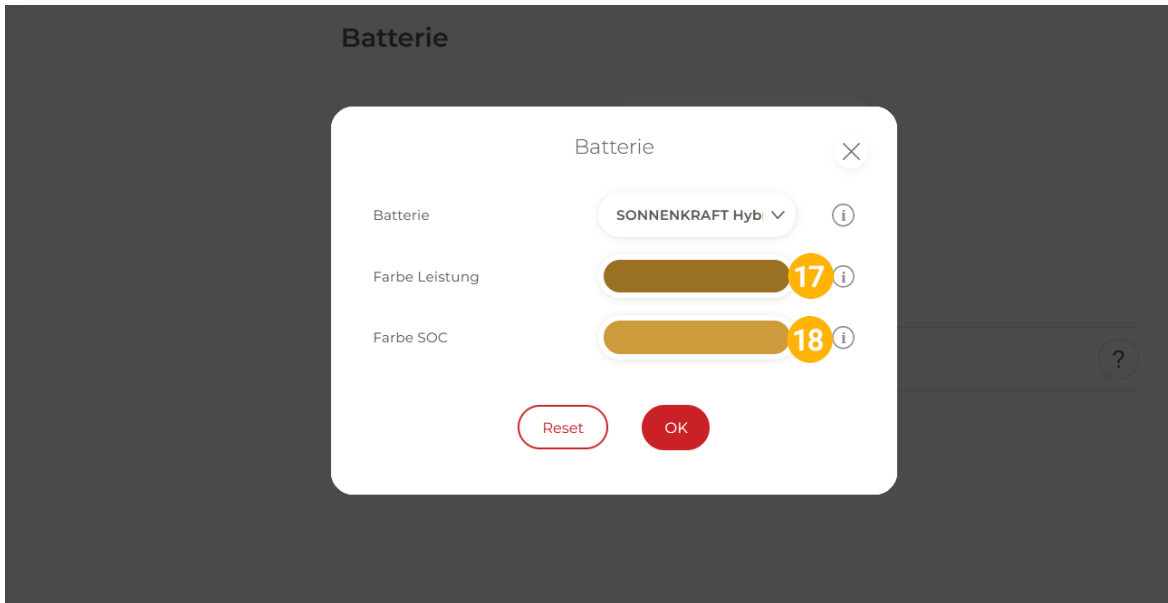 Batterie
Batterie
Batterie SONNENKRAFT Hyb
Farbe Leistung 17 i
Farbe SOC 18 i
?
Reset OK